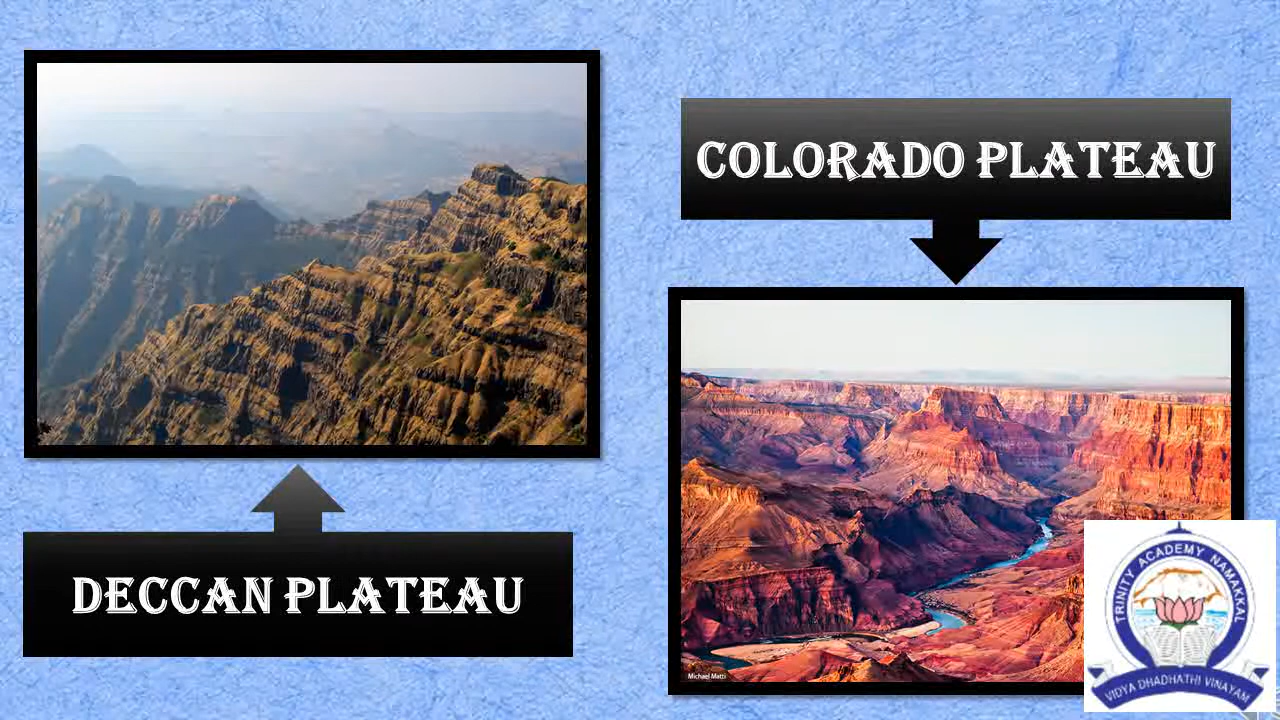 COLORADO PLATEAU
DECCAN PLATEAU
Michael Matti
TRINITY ACADEMY NAMAKKAL
VIDYA DHADHATHI VINAYAM